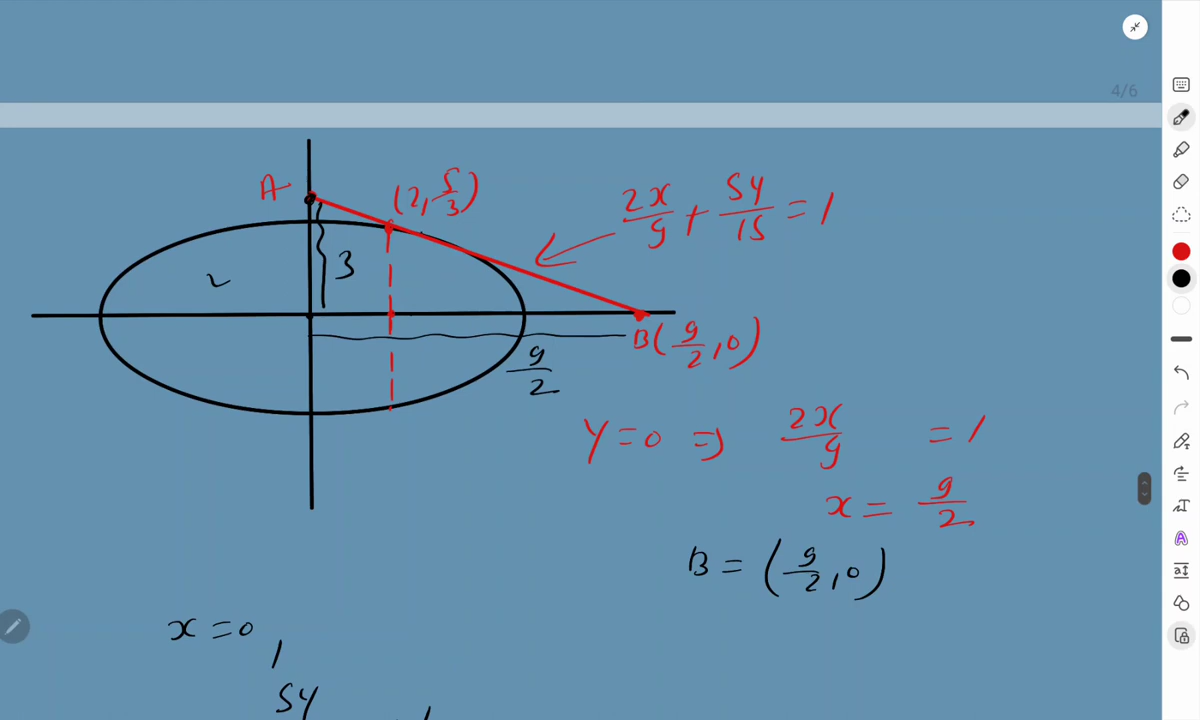 4/6
A
(2, 5/3)
2x/9 + 5y/15 = 1
3
B(9/2, 0)
9/2
y = 0 ⇒ 2x/9 = 1
x = 9/2
B = (9/2, 0)
x = 0,
5y